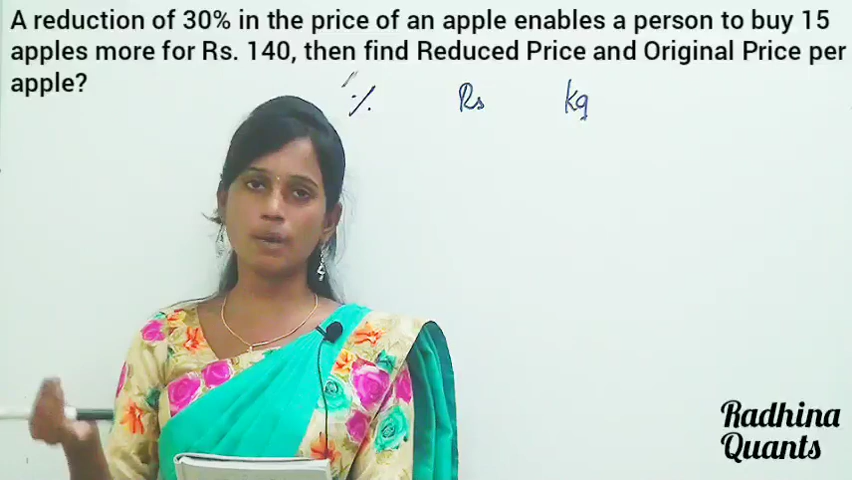 A reduction of 30% in the price of an apple enables a person to buy 15
apples more for Rs. 140, then find Reduced Price and Original Price per
apple?
% Rs kg
Radhina
Quants